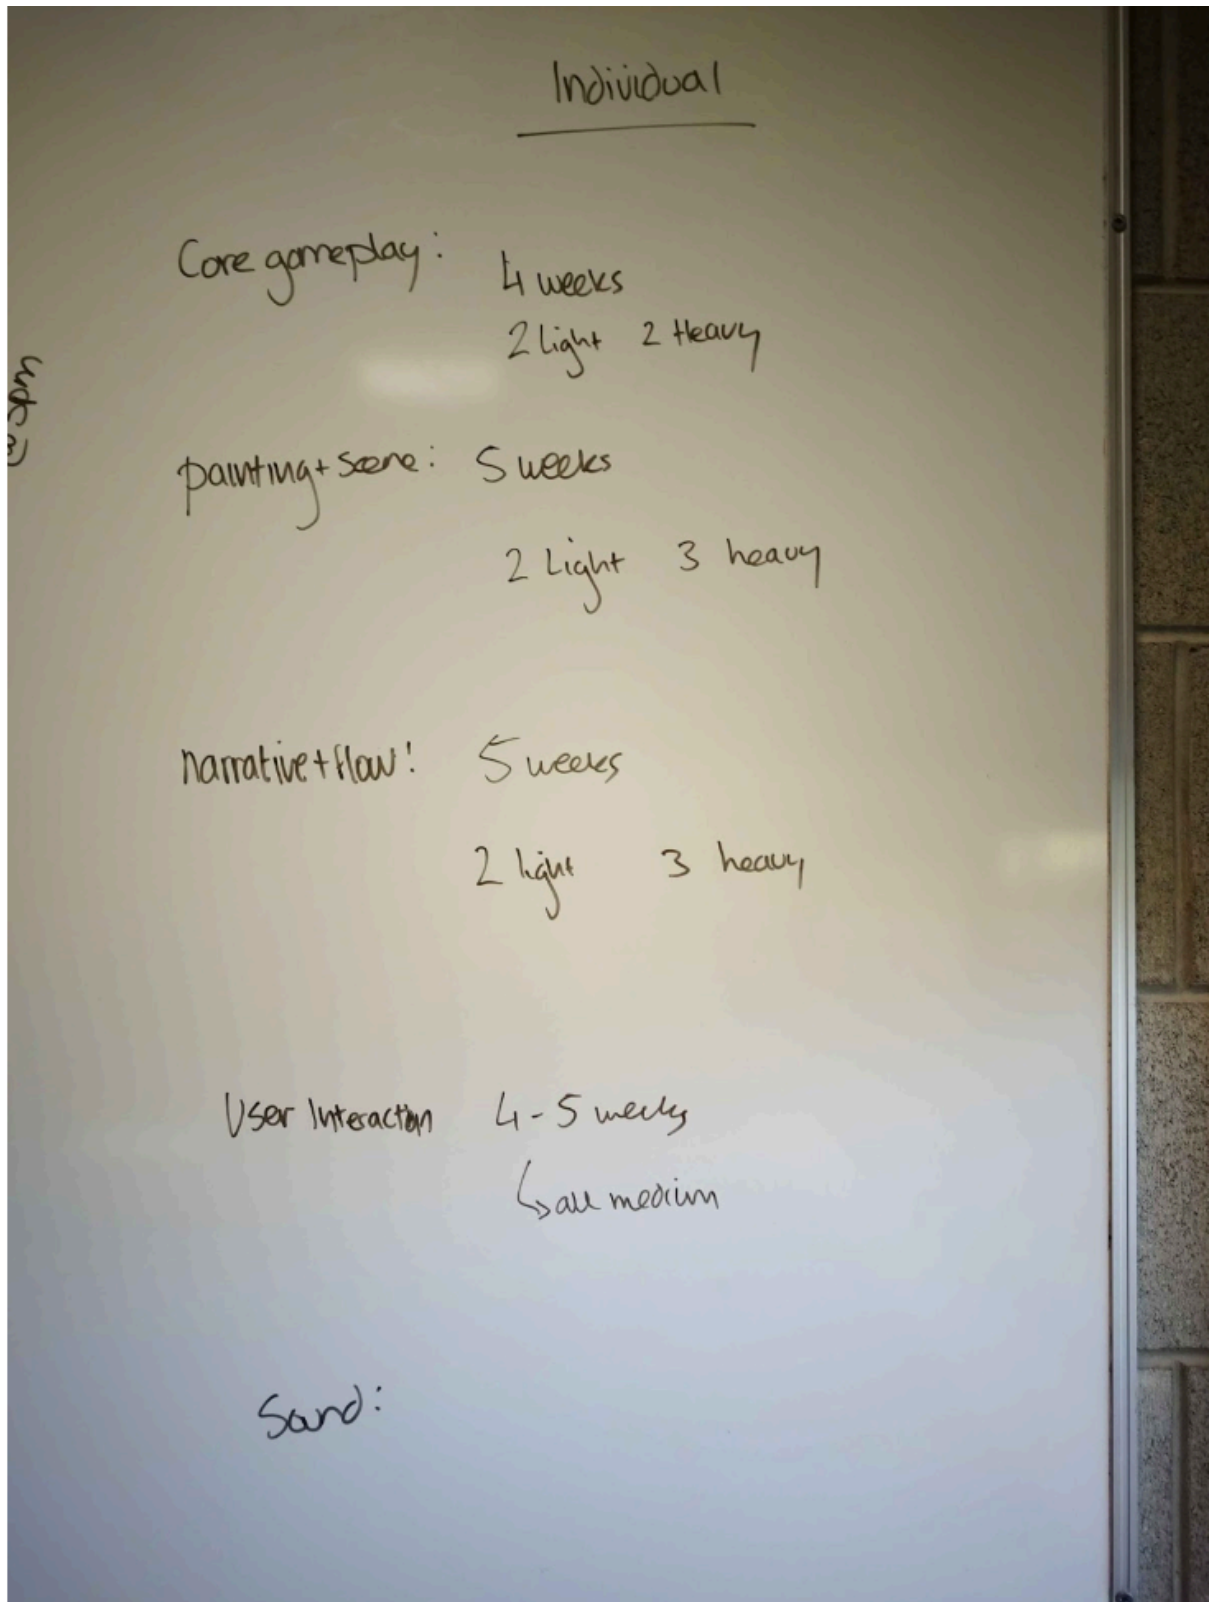 Individual
Core gameplay:
4 weeks
2 Light 2 Heavy
@ 5pm
painting + scene: 5 weeks
2 Light 3 heavy
narrative + flow: 5 weeks
2 light 3 heavy
User Interaction 4-5 weeks
↳ all medium
Sound: